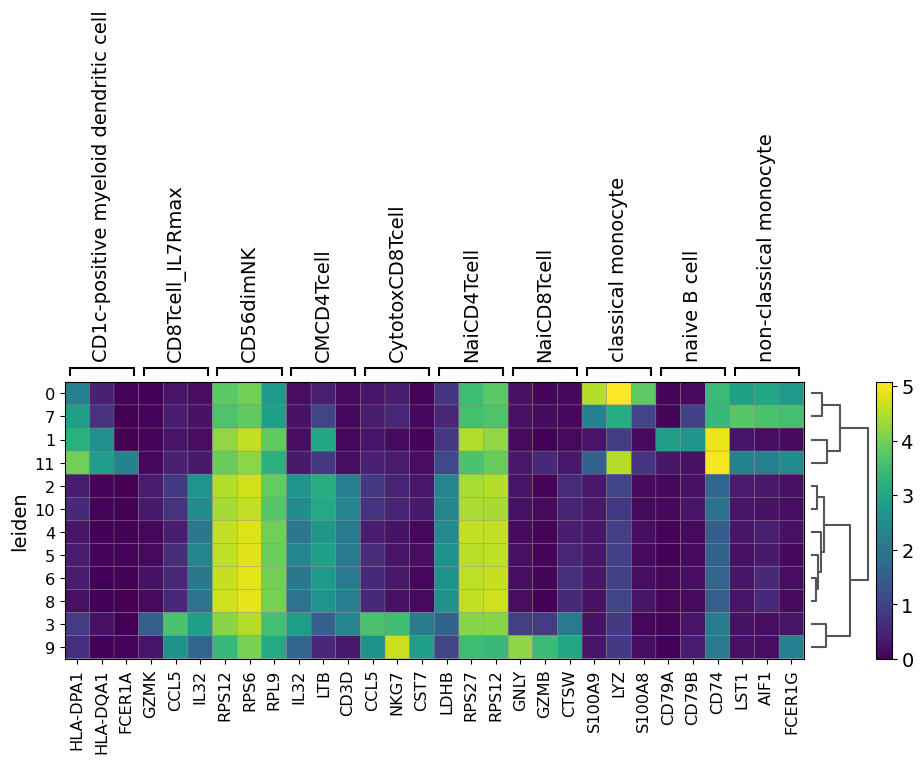 CD1c-positive myeloid dendritic cell
CD8Tcell_IL7Rmax
CD56dimNK
CMCD4Tcell
CytotoxCD8Tcell
NaiCD4Tcell
NaiCD8Tcell
classical monocyte
naive B cell
non-classical monocyte
leiden
0
7
1
11
2
10
4
5
6
8
3
9
HLA-DPA1
HLA-DQA1
FCER1A
GZMK
CCL5
IL32
RPS12
RPS6
RPL9
IL32
LTB
CD3D
CCL5
NKG7
CST7
LDHB
RPS27
RPS12
GNLY
GZMB
CTSW
S100A9
LYZ
S100A8
CD79A
CD79B
CD74
LST1
AIF1
FCER1G
5
4
3
2
1
0